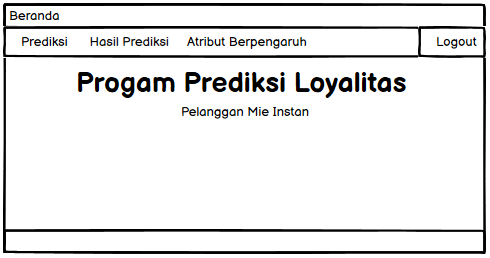 Beranda
Prediksi Hasil Prediksi Atribut Berpengaruh Logout
Progam Prediksi Loyalitas
Pelanggan Mie Instan